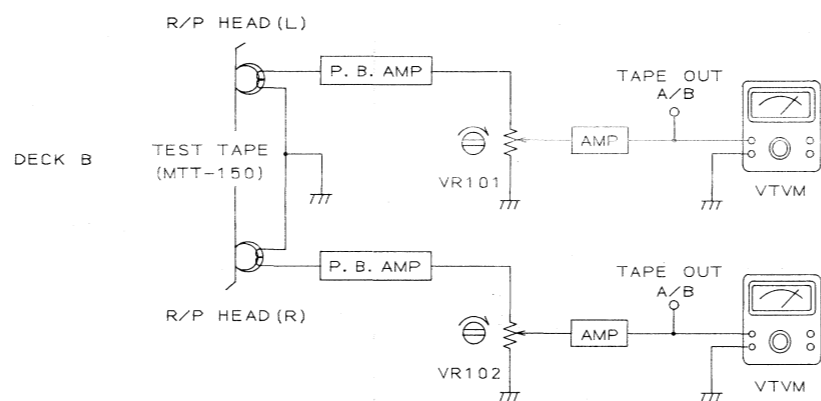 R/P HEAD(L)
P. B. AMP
TAPE OUT
A/B
DECK B
TEST TAPE
(MTT-150)
AMP
VR101
VTVM
P. B. AMP
TAPE OUT
A/B
R/P HEAD(R)
AMP
VR102
VTVM